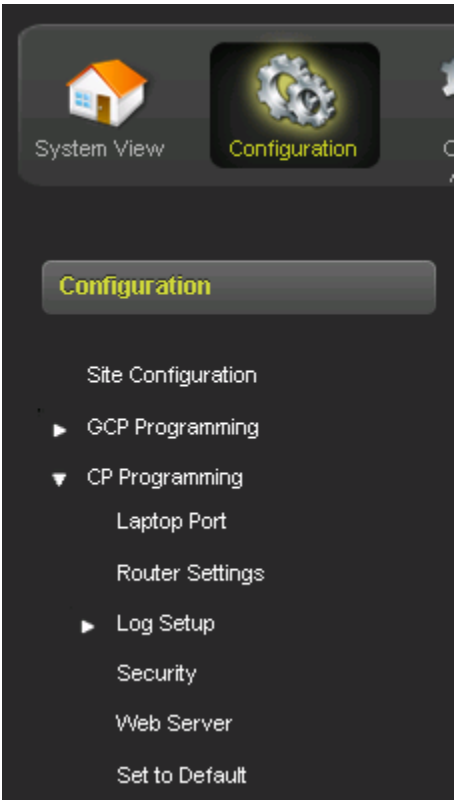 System View
Configuration
Configuration
Site Configuration
GCP Programming
CP Programming
Laptop Port
Router Settings
Log Setup
Security
Web Server
Set to Default